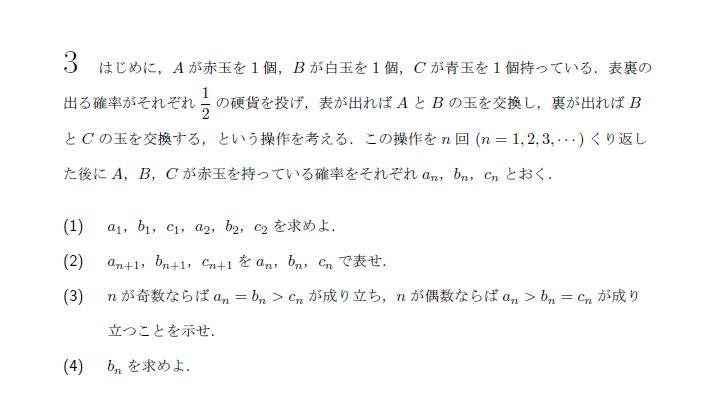 3 はじめに，A が赤玉を 1 個，B が白玉を 1 個，C が青玉を 1 個持っている．表裏の
出る確率がそれぞれ $\frac{1}{2}$ の硬貨を投げ，表が出れば A と B の玉を交換し，裏が出れば B
と C の玉を交換する，という操作を考える．この操作を n 回 (n = 1, 2, 3, ⋯) くり返し
た後に A，B，C が赤玉を持っている確率をそれぞれ $a_n$，$b_n$，$c_n$ とおく．
(1) $a_1$，$b_1$，$c_1$，$a_2$，$b_2$，$c_2$ を求めよ．
(2) $a_{n+1}$，$b_{n+1}$，$c_{n+1}$ を $a_n$，$b_n$，$c_n$ で表せ．
(3) n が奇数ならば $a_n = b_n > c_n$ が成り立ち，n が偶数ならば $a_n > b_n = c_n$ が成り
立つことを示せ．
(4) $b_n$ を求めよ．